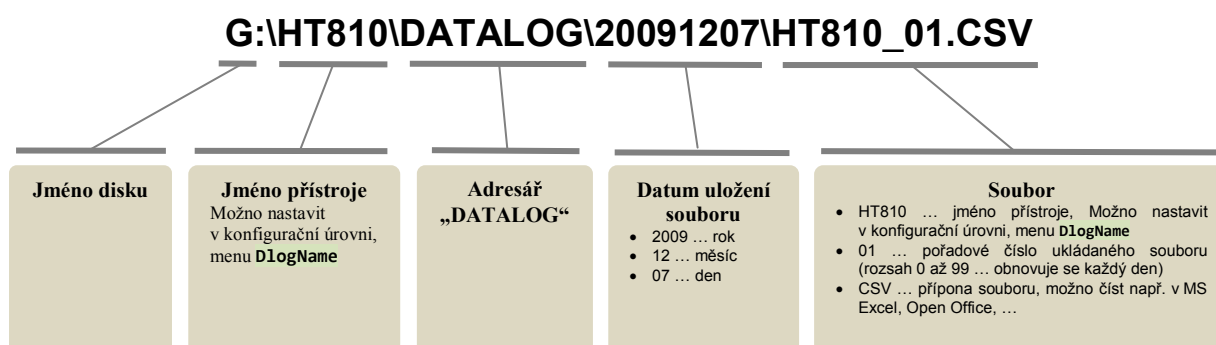 G:\HT810\DATALOG\20091207\HT810_01.CSV
Jméno disku
Jméno přístroje
Možno nastavit
v konfigurační úrovni,
menu DlogName
Adresář
„DATALOG“
Datum uložení
souboru
• 2009 … rok
• 12 … měsíc
• 07 … den
Soubor
• HT810 … jméno přístroje, Možno nastavit
v konfigurační úrovni, menu DlogName
• 01 … pořadové číslo ukládaného souboru
(rozsah 0 až 99 … obnovuje se každý den)
• CSV … přípona souboru, možno číst např. v MS
Excel, Open Office, …